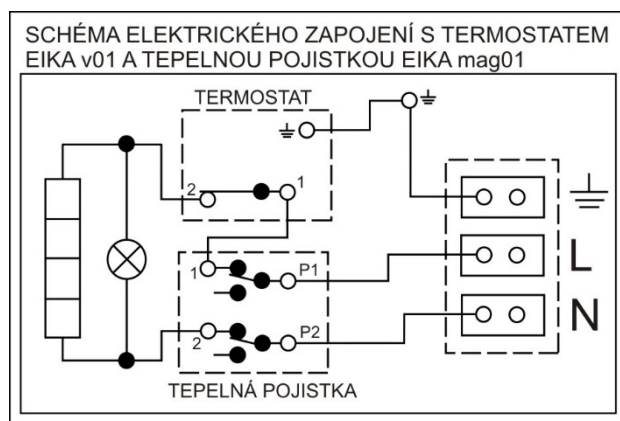 SCHÉMA ELEKTRICKÉHO ZAPOJENÍ S TERMOSTATEM
EIKA v01 A TEPELNOU POJISTKOU EIKA mag01
TERMOSTAT
2
1
1
P1
L
2
P2
N
TEPELNÁ POJISTKA